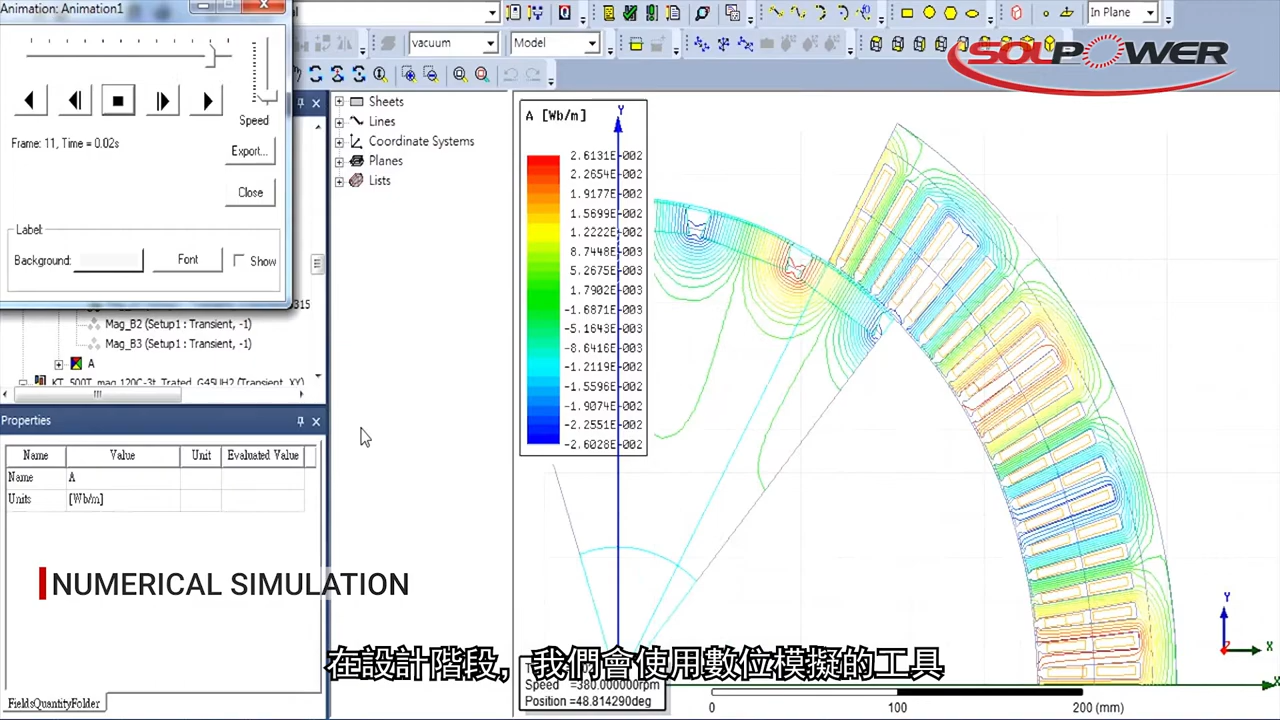 Animation: Animation1
Frame: 11, Time = 0.02s
Speed
Export...
Close
Label:
Background:
Font
Show
315
Mag_B2 (Setup1 : Transient, -1)
Mag_B3 (Setup1 : Transient, -1)
A
KT_500T_mag_120C-3t_Trated_G45UH2 (Transient, XY)
Properties
Name Value Unit Evaluated Value
Name A
Units [Wb/m]
FieldsQuantityFolder
vacuum
Model
In Plane
SOLPOWER
Sheets
Lines
Coordinate Systems
Planes
Lists
A [Wb/m]
Y
2.6131E-002
2.2654E-002
1.9177E-002
1.5699E-002
1.2222E-002
8.7448E-003
5.2675E-003
1.7902E-003
-1.6871E-003
-5.1643E-003
-8.6416E-003
-1.2119E-002
-1.5596E-002
-1.9074E-002
-2.2551E-002
-2.6028E-002
NUMERICAL SIMULATION
在設計階段，我們會使用數位模擬的工具
Speed =380.000000rpm
Position =48.814290deg
0 100 200 (mm)
Y
X
X